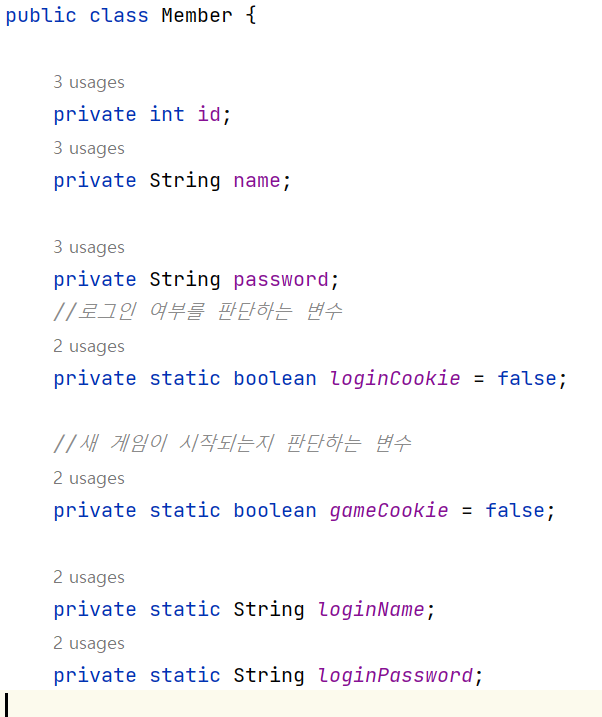 public class Member {
3 usages
private int id;
3 usages
private String name;
3 usages
private String password;
//로그인 여부를 판단하는 변수
2 usages
private static boolean loginCookie = false;
//새 게임이 시작되는지 판단하는 변수
2 usages
private static boolean gameCookie = false;
2 usages
private static String loginName;
2 usages
private static String loginPassword;